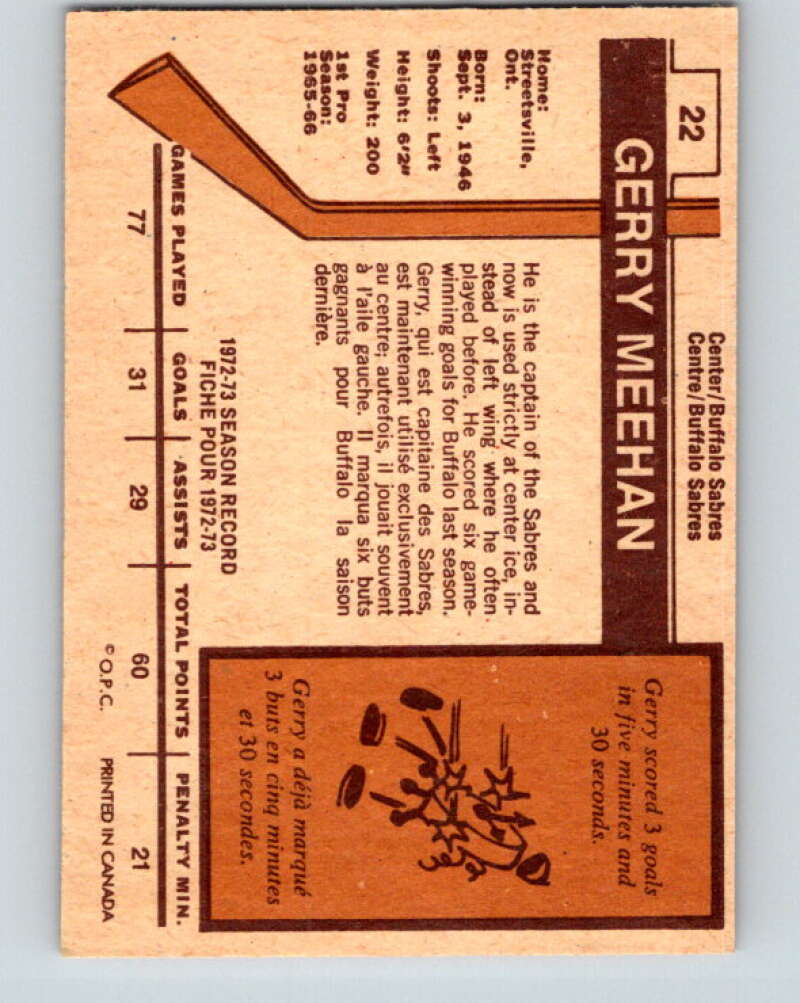 22
Center/Buffalo Sabres
Centre/Buffalo Sabres
GERRY MEEHAN
Home:
Streetsville,
Ont.
Born:
Sept. 3, 1946
Shoots: Left
Height: 6'2"
Weight: 200
1st Pro
Season:
1965-66
He is the captain of the Sabres and
now is used strictly at center ice, in-
stead of left wing where he often
played before. He scored six game-
winning goals for Buffalo last season.
Gerry, qui est capitaine des Sabres,
est maintenant utilisé exclusivement
au centre; autrefois, il jouait souvent
à l'aile gauche. Il marqua six buts
gagnants pour Buffalo la saison
dernière.
Gerry scored 3 goals
in five minutes and
30 seconds.
Gerry a déjà marqué
3 buts en cinq minutes
et 30 secondes.
1972-73 SEASON RECORD
FICHE POUR 1972-73
GAMES PLAYED GOALS ASSISTS TOTAL POINTS PENALTY MIN.
77 31 29 60 21
© O.P.C. PRINTED IN CANADA